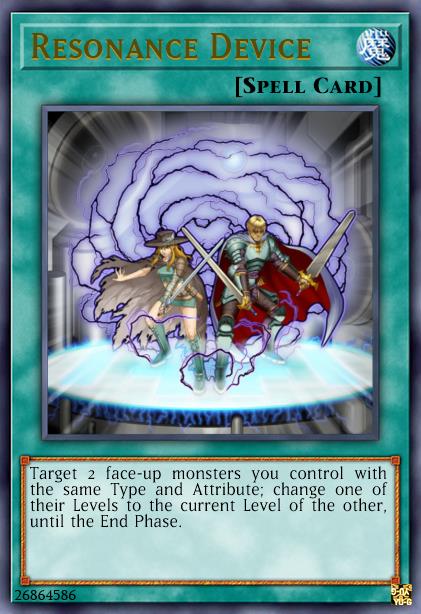 Resonance Device
魔
[Spell Card]
Target 2 face-up monsters you control with
the same Type and Attribute; change one of
their Levels to the current Level of the other,
until the End Phase.
26864586